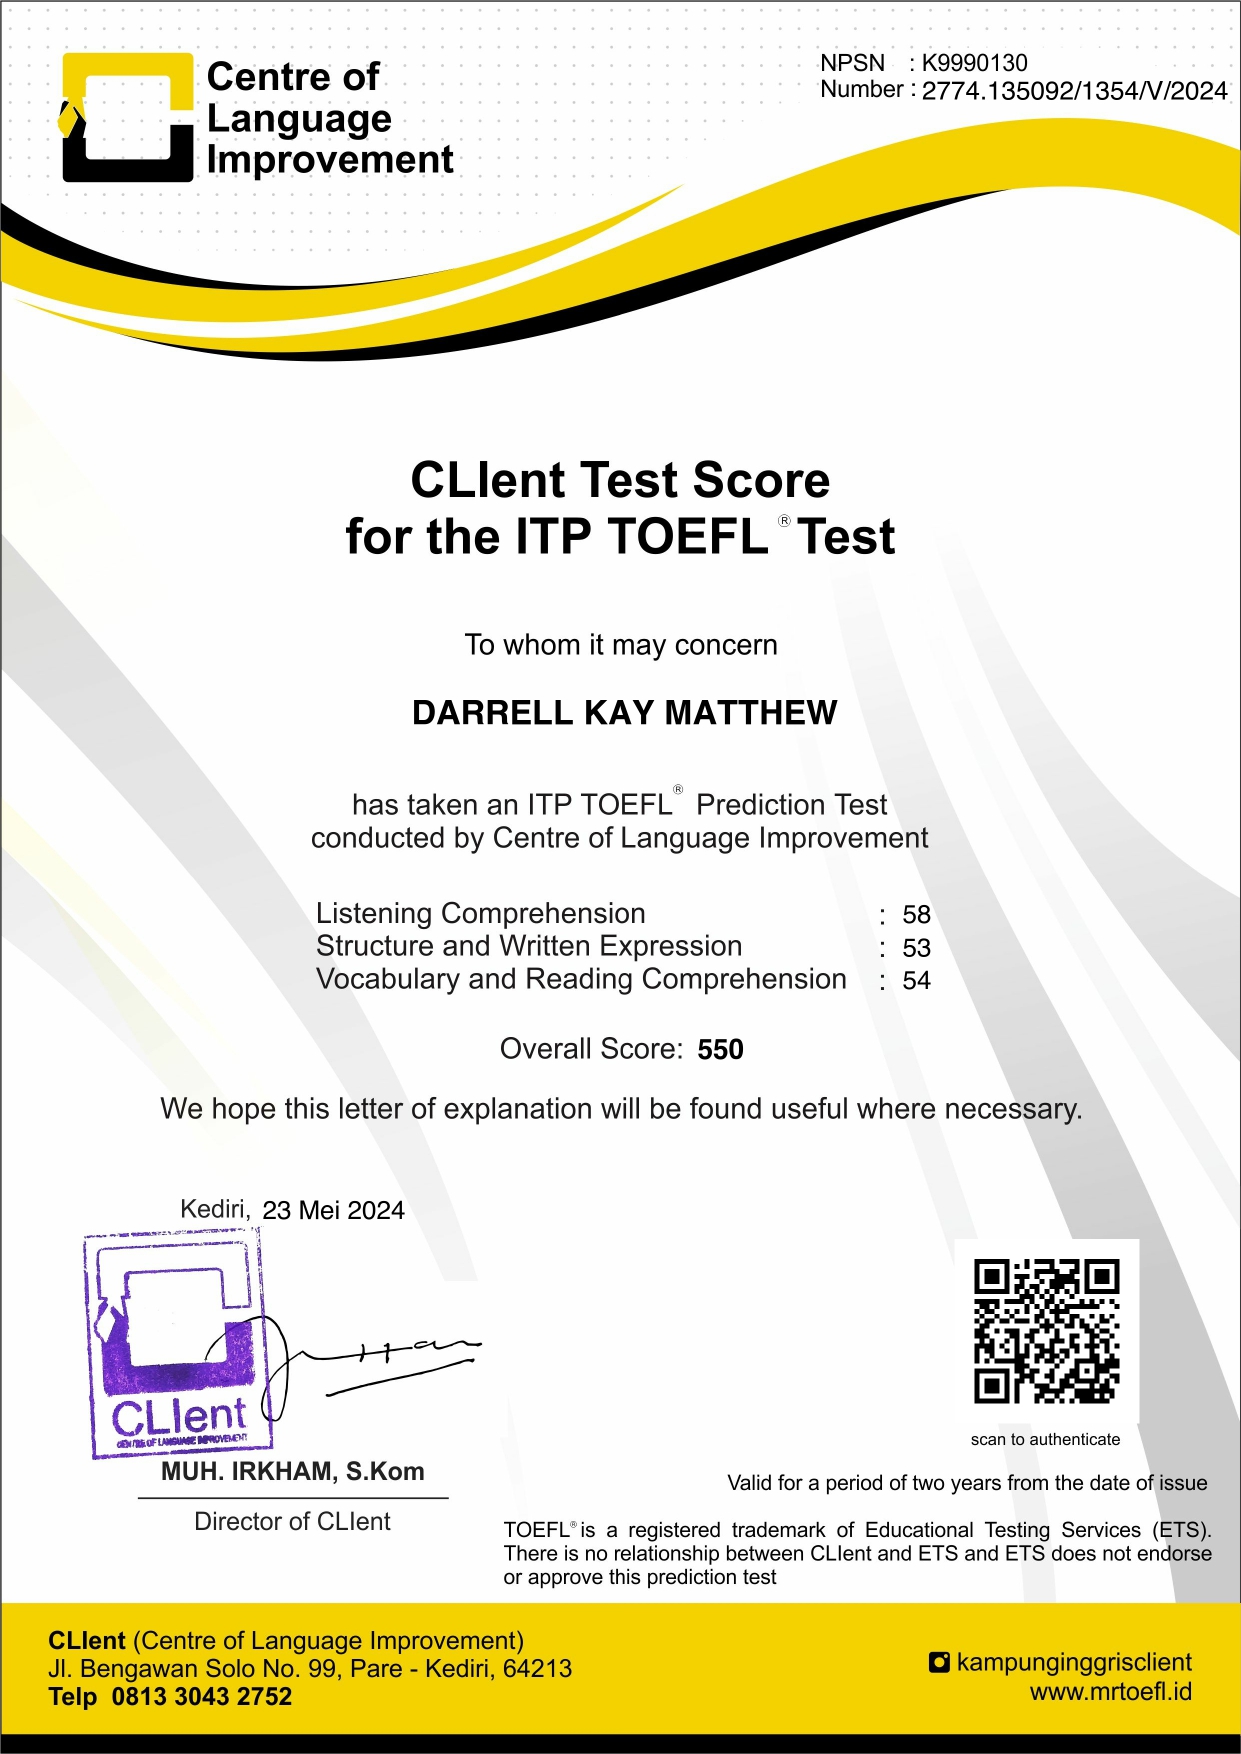 Centre of
Language
Improvement
NPSN : K9990130
Number : 2774.135092/1354/V/2024
CLIent Test Score
for the ITP TOEFL® Test
To whom it may concern
DARRELL KAY MATTHEW
has taken an ITP TOEFL® Prediction Test
conducted by Centre of Language Improvement
Listening Comprehension : 58
Structure and Written Expression : 53
Vocabulary and Reading Comprehension : 54
Overall Score: 550
We hope this letter of explanation will be found useful where necessary.
Kediri, 23 Mei 2024
CLIent
CENTRE OF LANGUAGE IMPROVEMENT
MUH. IRKHAM, S.Kom
Director of CLIent
scan to authenticate
Valid for a period of two years from the date of issue
TOEFL® is a registered trademark of Educational Testing Services (ETS).
There is no relationship between CLIent and ETS and ETS does not endorse
or approve this prediction test
CLIent (Centre of Language Improvement)
Jl. Bengawan Solo No. 99, Pare - Kediri, 64213
Telp 0813 3043 2752
kampunginggrisclient
www.mrtoefl.id